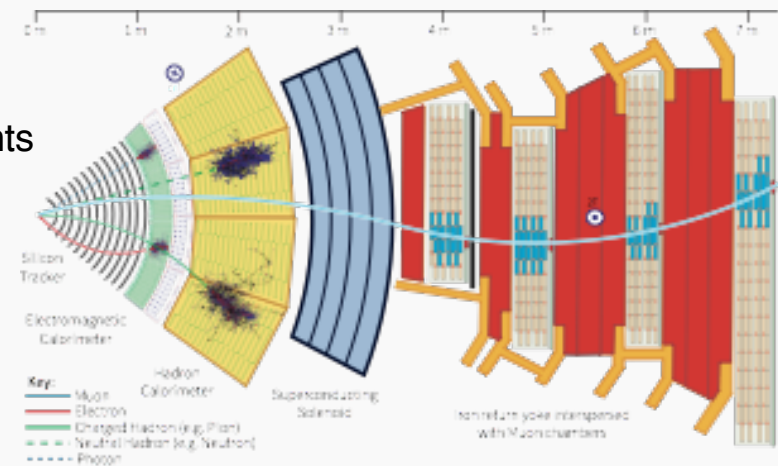 0 m 1 m 2 m 3 m 4 m 5 m 6 m 7 m
nts
Silicon
Tracker
Electromagnetic
Calorimeter
Hadron
Calorimeter
Superconducting
Solenoid
Iron return yoke interspersed
with Muon chambers
Key:
Muon
Electron
Charged Hadron (e.g. Pion)
Neutral Hadron (e.g. Neutron)
Photon